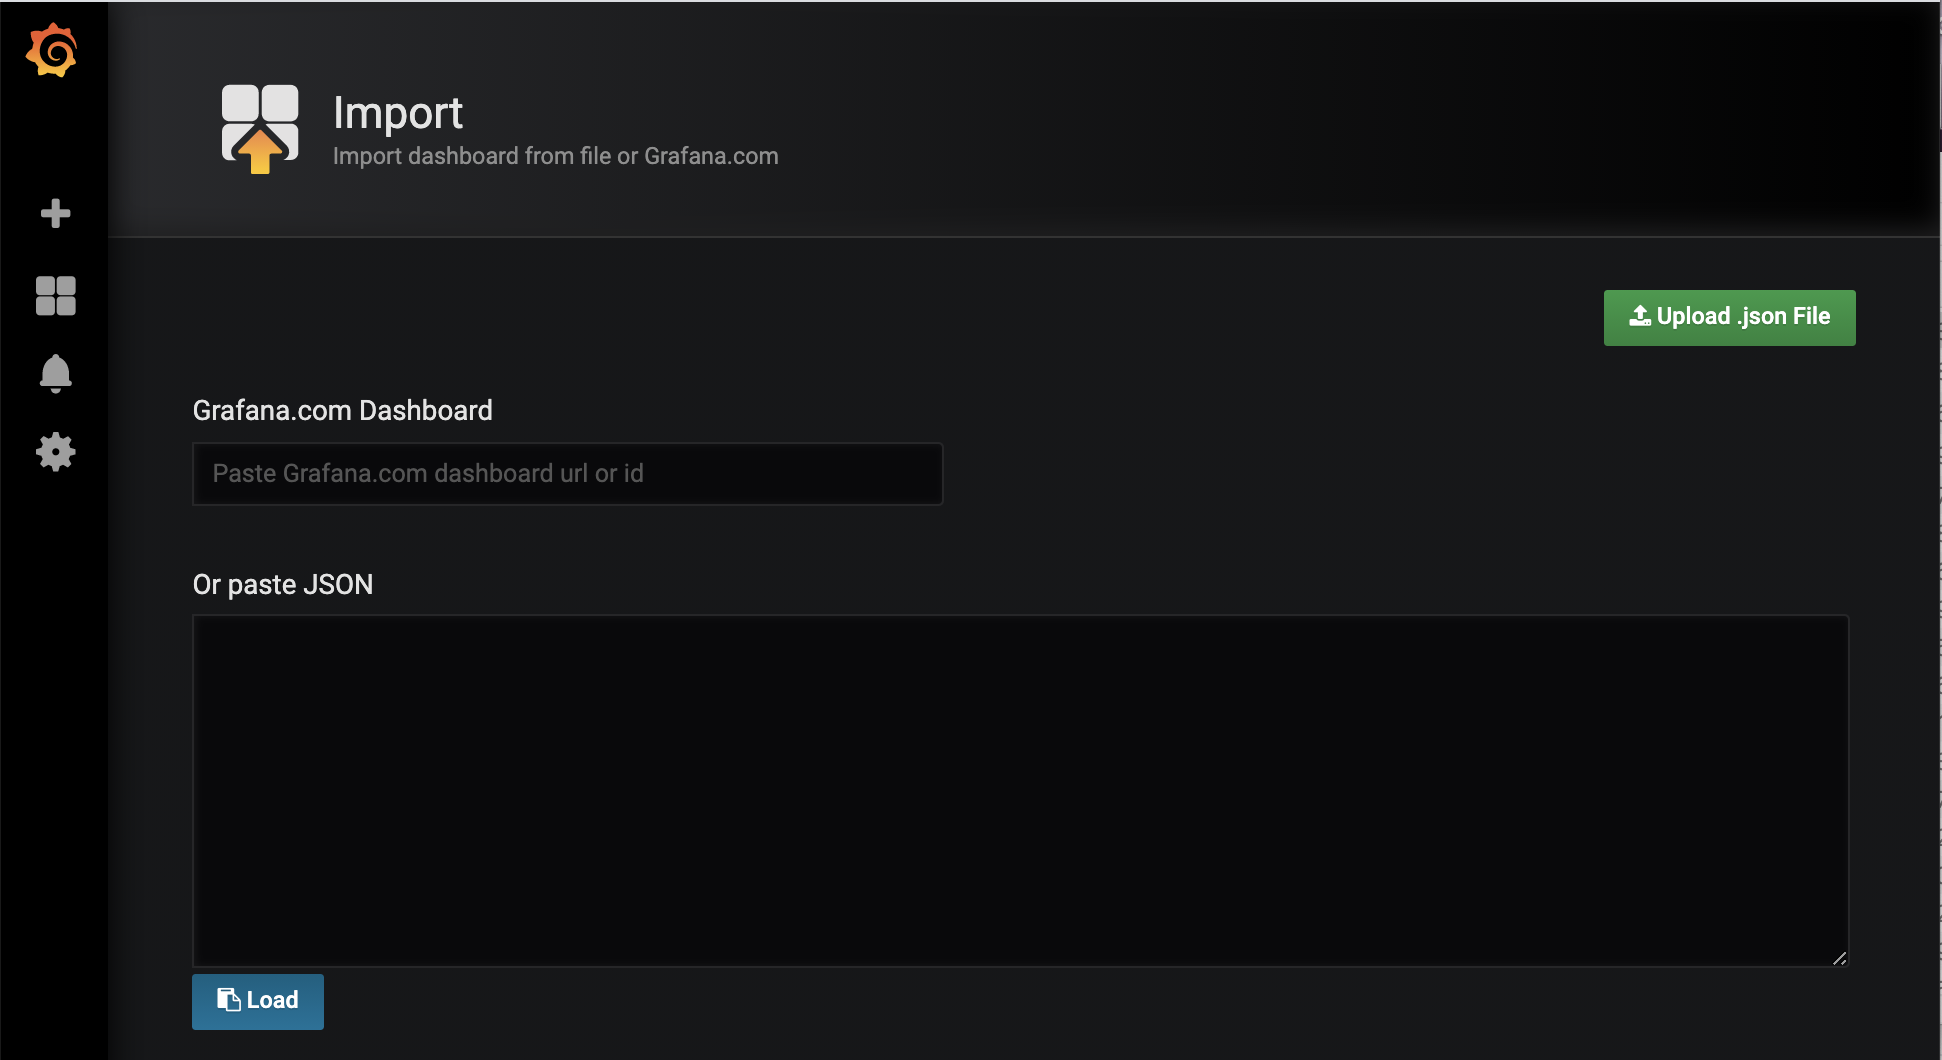 Import
Import dashboard from file or Grafana.com
Upload .json File
Grafana.com Dashboard
Paste Grafana.com dashboard url or id
Or paste JSON
Load